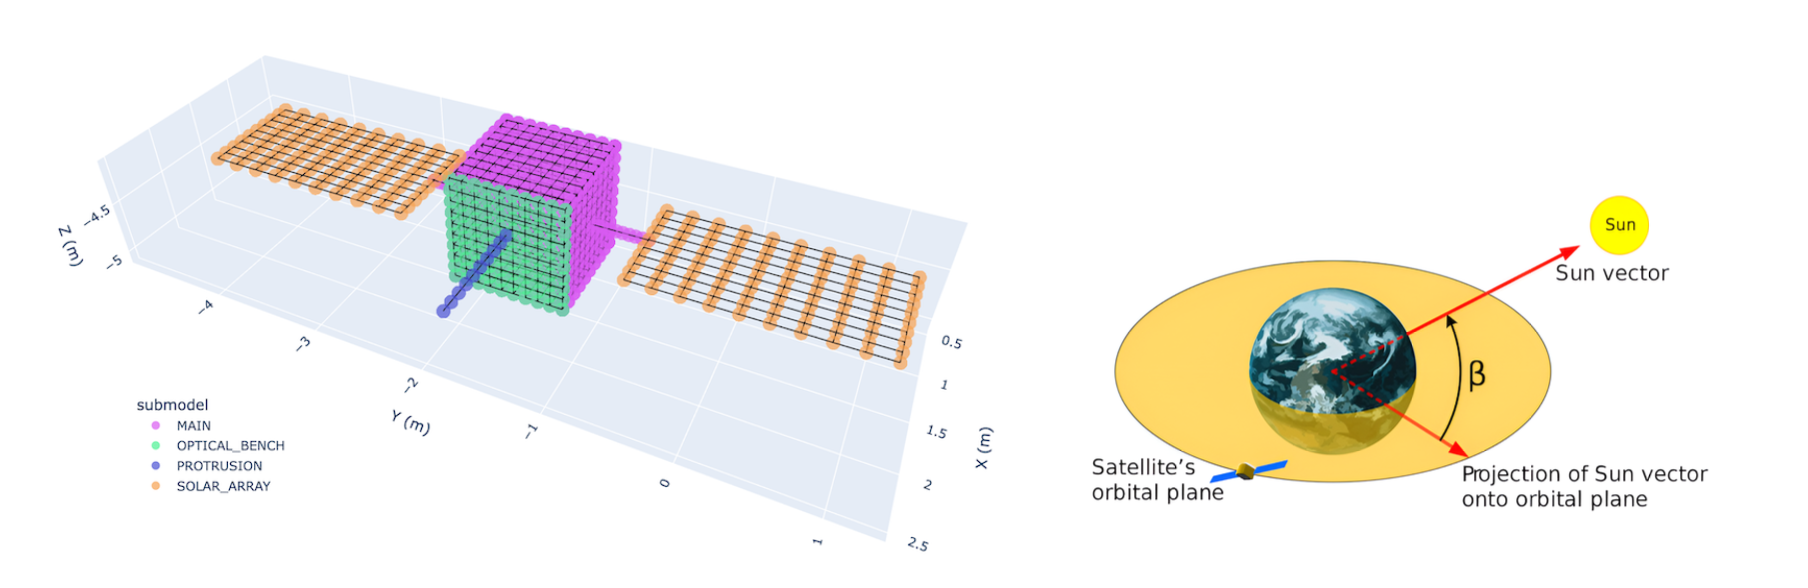 Z (m)
−4.5
−5
−4
−3
−2
−1
0
1
Y (m)
0.5
1
1.5
2
2.5
X (m)
submodel
MAIN
OPTICAL_BENCH
PROTRUSION
SOLAR_ARRAY
Sun
Sun vector
β
Satellite’s
orbital plane
Projection of Sun vector
onto orbital plane